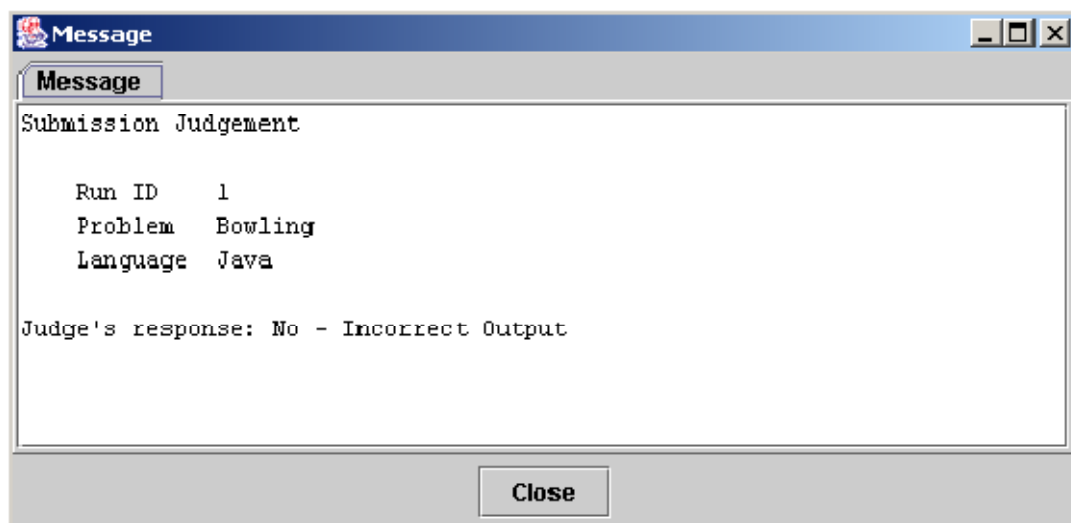 Message
Message
Submission Judgement
Run ID 1
Problem Bowling
Language Java
Judge's response: No - Incorrect Output
Close